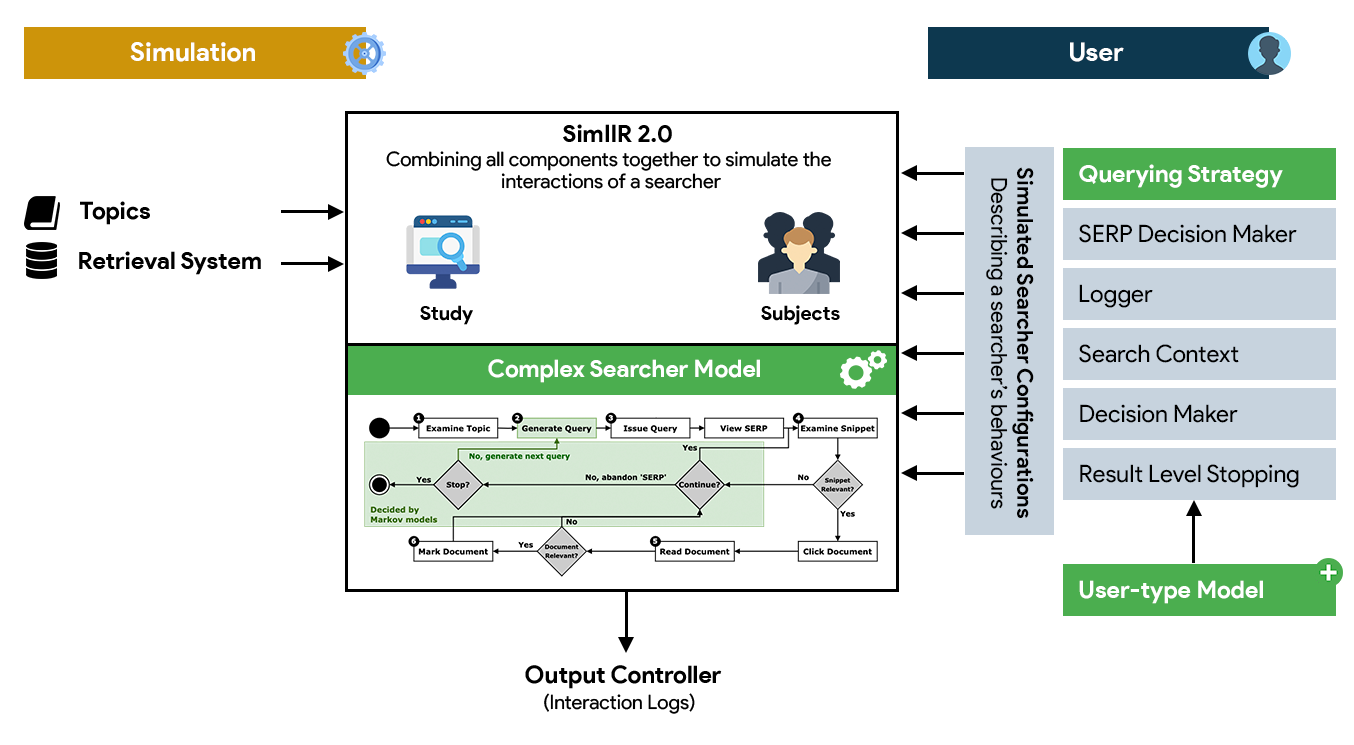 Simulation
User
SimIIR 2.0
Combining all components together to simulate the
interactions of a searcher
Topics
Retrieval System
Study
Subjects
Complex Searcher Model
1
Examine Topic
2
Generate Query
3
Issue Query
View SERP
4
Examine Snippet
No, generate next query
Yes
Yes
Stop?
No, abandon 'SERP'
Continue?
No
Snippet
Relevant?
Decided by
Markov models
No
Yes
6
Mark Document
Yes
Document
Relevant?
5
Read Document
Click Document
Output Controller
(Interaction Logs)
Simulated Searcher Configurations
Describing a searcher's behaviours
Querying Strategy
SERP Decision Maker
Logger
Search Context
Decision Maker
Result Level Stopping
User-type Model
+